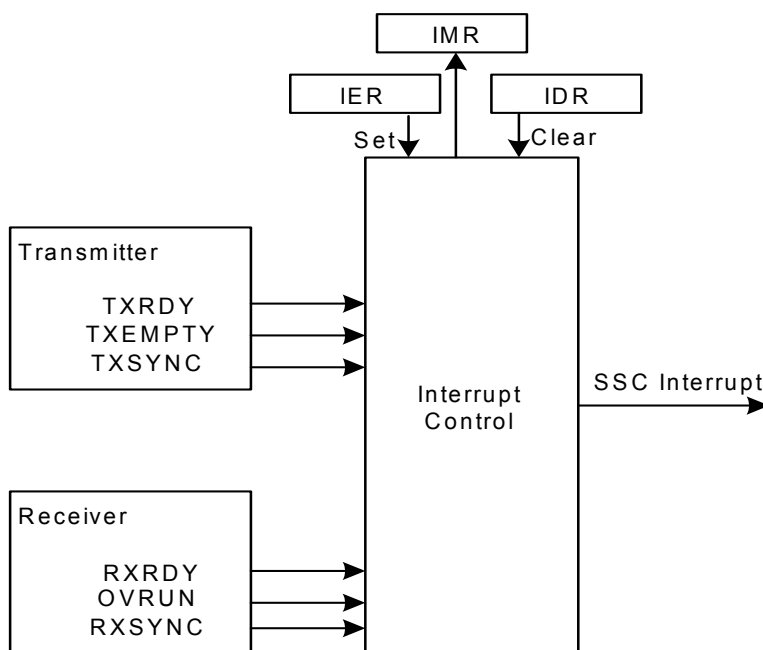 IMR
IER
IDR
Set
Clear
Transmitter
TXRDY
TXEMPTY
TXSYNC
Interrupt
Control
SSC Interrupt
Receiver
RXRDY
OVRUN
RXSYNC